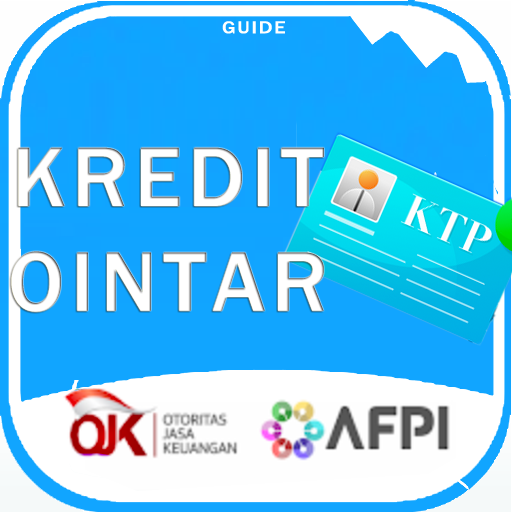 GUIDE
KREDIT
OINTAR
KTP
OJK
OTORITAS
JASA
KEUANGAN
AFPI